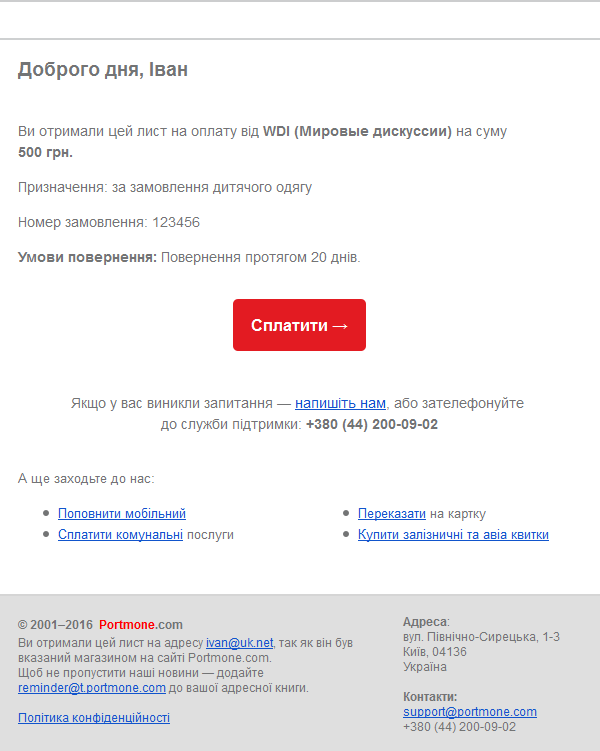 Доброго дня, Іван
Ви отримали цей лист на оплату від WDI (Мировые дискуссии) на суму
500 грн.
Призначення: за замовлення дитячого одягу
Номер замовлення: 123456
Умови повернення: Повернення протягом 20 днів.
Сплатити →
Якщо у вас виникли запитання — напишіть нам, або зателефонуйте
до служби підтримки: +380 (44) 200-09-02
А ще заходьте до нас:
Поповнити мобільний
Сплатити комунальні послуги
Переказати на картку
Купити залізничні та авіа квитки
© 2001–2016 Portmone.com
Ви отримали цей лист на адресу ivan@uk.net, так як він був
вказаний магазином на сайті Portmone.com.
Щоб не пропустити наші новини — додайте
reminder@t.portmone.com до вашої адресної книги.
Політика конфіденційності
Адреса:
вул. Північно-Сирецька, 1-3
Київ, 04136
Україна
Контакти:
support@portmone.com
+380 (44) 200-09-02